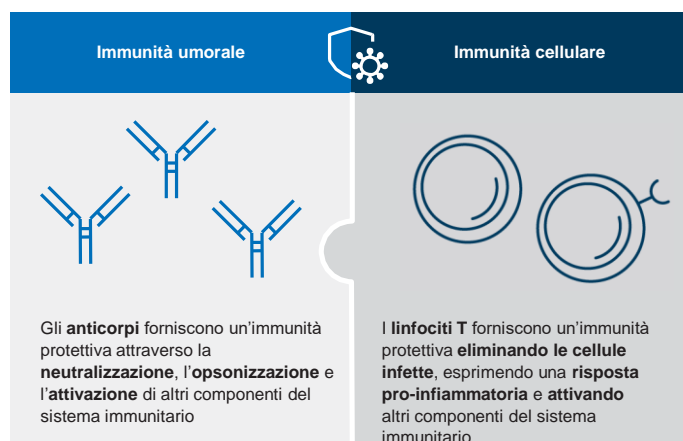 Immunità umorale
Immunità cellulare
Gli anticorpi forniscono un'immunità
protettiva attraverso la
neutralizzazione, l'opsonizzazione e
l'attivazione di altri componenti del
sistema immunitario
I linfociti T forniscono un'immunità
protettiva eliminando le cellule
infette, esprimendo una risposta
pro-infiammatoria e attivando
altri componenti del sistema
immunitario